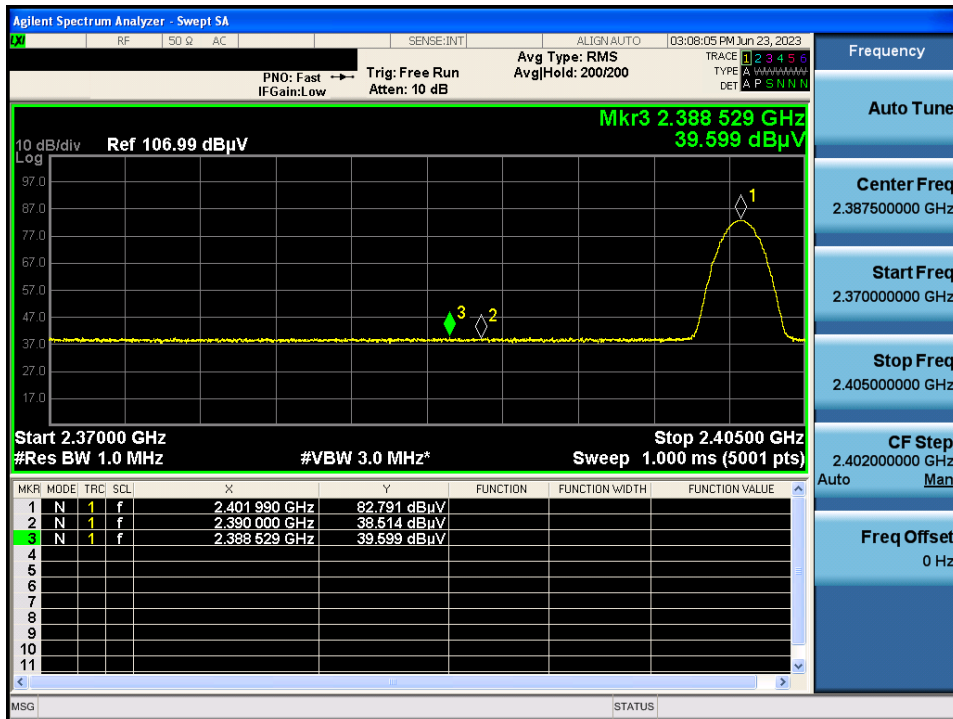 Agilent Spectrum Analyzer - Swept SA
LXI RF 50 Ω AC SENSE:INT ALIGN AUTO 03:08:05 PM Jun 23, 2023
PNO: Fast Trig: Free Run Avg Type: RMS TRACE 1 2 3 4 5 6
IFGain:Low Atten: 10 dB Avg|Hold: 200/200 TYPE A WWWWW
DET A P S N N N
Mkr3 2.388 529 GHz
39.599 dBµV
10 dB/div Ref 106.99 dBµV
Log
97.0
87.0
77.0
67.0
57.0
47.0
37.0
27.0
17.0
1
3
2
Start 2.37000 GHz Stop 2.40500 GHz
#Res BW 1.0 MHz #VBW 3.0 MHz* Sweep 1.000 ms (5001 pts)
MKR MODE TRC SCL X Y FUNCTION FUNCTION WIDTH FUNCTION VALUE
1 N 1 f 2.401 990 GHz 82.791 dBµV
2 N 1 f 2.390 000 GHz 38.514 dBµV
3 N 1 f 2.388 529 GHz 39.599 dBµV
4
5
6
7
8
9
10
11
MSG STATUS
Frequency
Auto Tune
Center Freq
2.387500000 GHz
Start Freq
2.370000000 GHz
Stop Freq
2.405000000 GHz
CF Step
2.402000000 GHz
Auto Man
Freq Offset
0 Hz